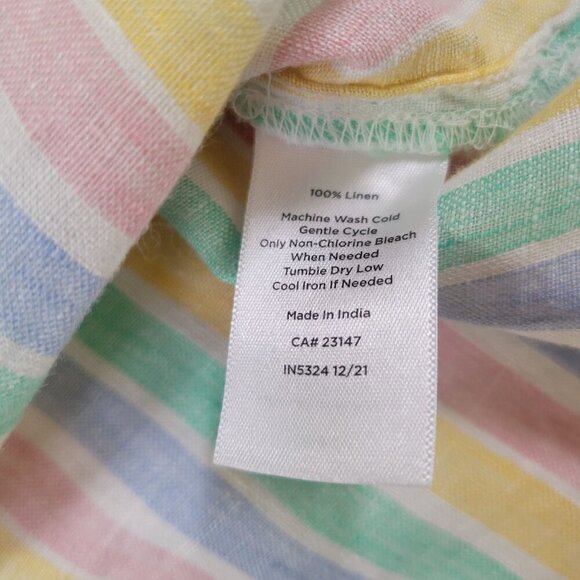 100% Linen
Machine Wash Cold
Gentle Cycle
Only Non-Chlorine Bleach
When Needed
Tumble Dry Low
Cool Iron If Needed
Made In India
CA# 23147
IN5324 12/21